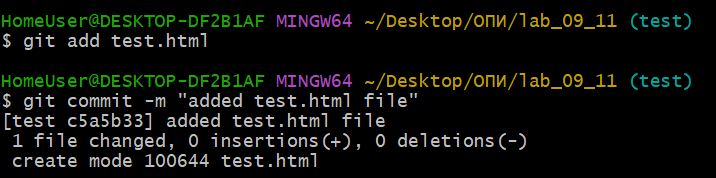 HomeUser@DESKTOP-DF2B1AF MINGW64 ~/Desktop/ОПИ/lab_09_11 (test)
$ git add test.html
HomeUser@DESKTOP-DF2B1AF MINGW64 ~/Desktop/ОПИ/lab_09_11 (test)
$ git commit -m "added test.html file"
[test c5a5b33] added test.html file
 1 file changed, 0 insertions(+), 0 deletions(-)
 create mode 100644 test.html